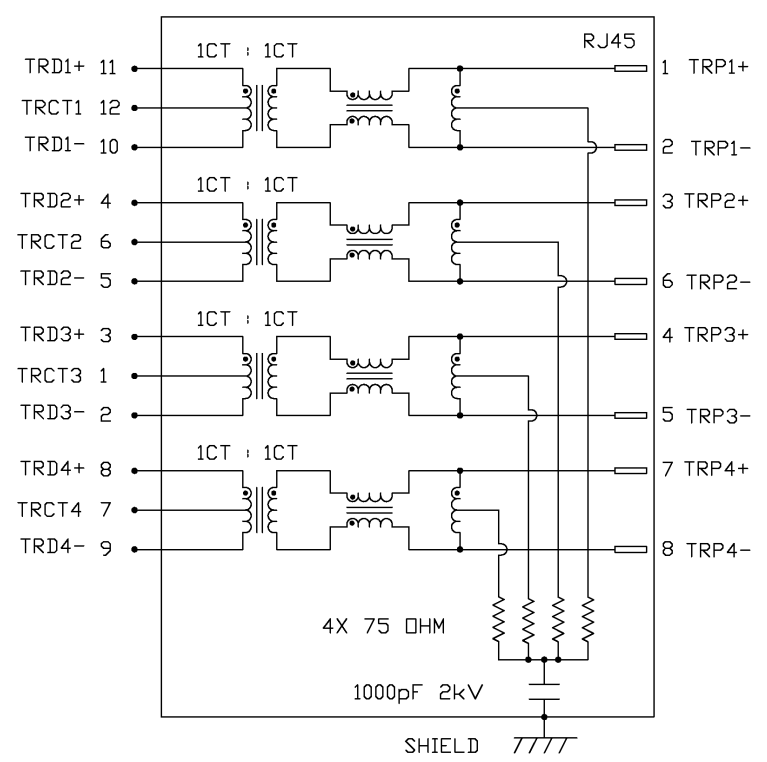 1CT : 1CT RJ45
TRD1+ 11 1 TRP1+
TRCT1 12
TRD1- 10 2 TRP1-
1CT : 1CT
TRD2+ 4 3 TRP2+
TRCT2 6
TRD2- 5 6 TRP2-
1CT : 1CT
TRD3+ 3 4 TRP3+
TRCT3 1
TRD3- 2 5 TRP3-
1CT : 1CT
TRD4+ 8 7 TRP4+
TRCT4 7
TRD4- 9 8 TRP4-
4X 75 OHM
1000pF 2kV
SHIELD